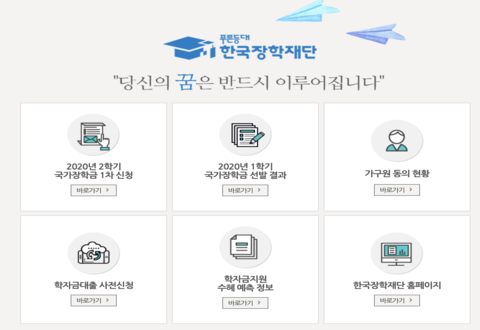 푸른등대
한국장학재단
"당신의 꿈은 반드시 이루어집니다"
2020년 2학기
국가장학금 1차 신청
바로가기 >
2020년 1학기
국가장학금 선발 결과
바로가기 >
가구원 동의 현황
바로가기 >
학자금대출 사전신청
바로가기 >
학자금지원
수혜 예측 정보
바로가기 >
한국장학재단 홈페이지
바로가기 >